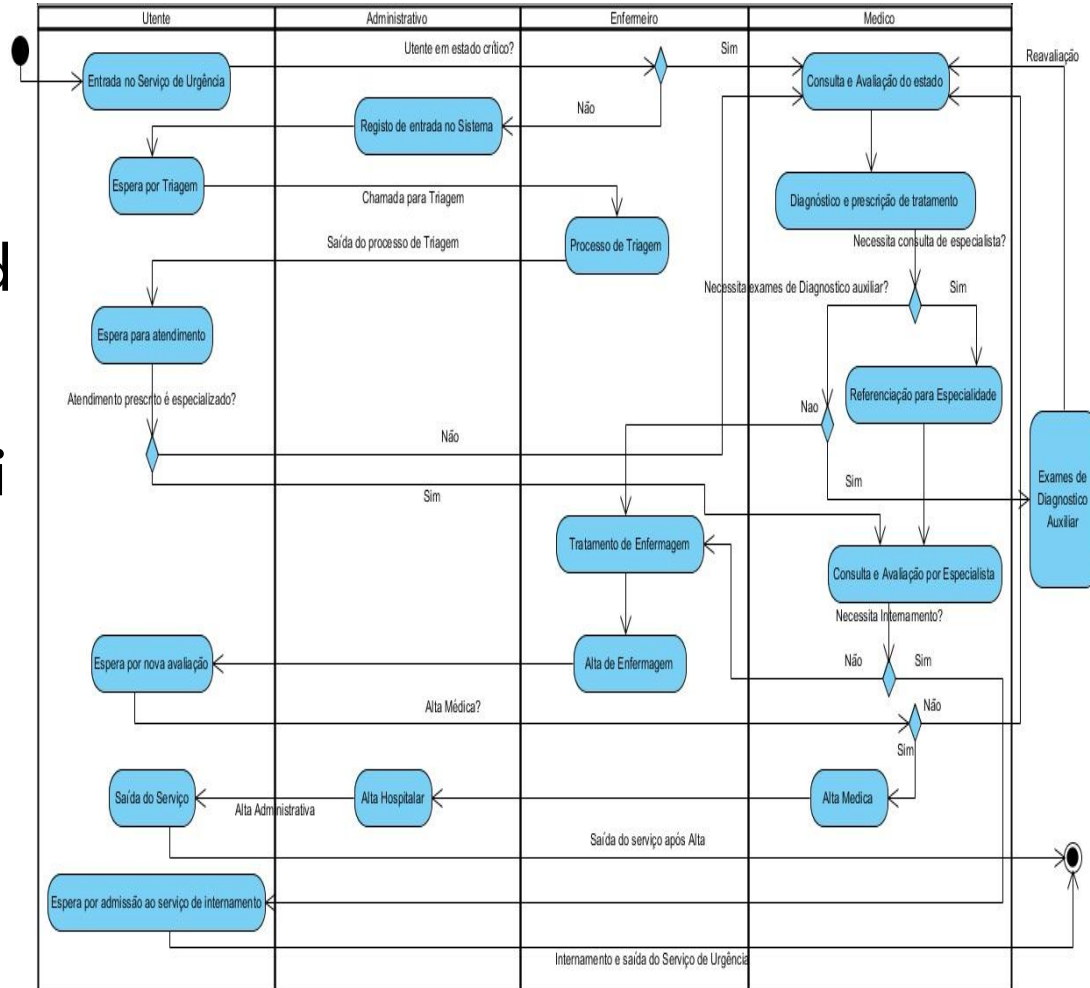 Utente
Administrativo
Enfermeiro
Medico
Utente em estado crítico?
Sim
Reavaliação
Entrada no Serviço de Urgência
Consulta e Avaliação do estado
Não
Registo de entrada no Sistema
Espera por Triagem
Chamada para Triagem
Diagnóstico e prescrição de tratamento
Saída do processo de Triagem
Processo de Triagem
Necessita consulta de especialista?
d
Necessita exames de Diagnostico auxiliar?
Sim
Espera para atendimento
Atendimento prescrito é especializado?
Referenciação para Especialidade
Nao
Não
i
Sim
Sim
Exames de
Diagnostico
Auxiliar
Tratamento de Enfermagem
Consulta e Avaliação por Especialista
Necessita Internamento?
Espera por nova avaliação
Alta de Enfermagem
Não
Sim
Alta Médica?
Não
Sim
Saída do Serviço
Alta Administrativa
Alta Hospitalar
Alta Medica
Saída do serviço após Alta
Espera por admissão ao serviço de internamento
Internamento e saída do Serviço de Urgência